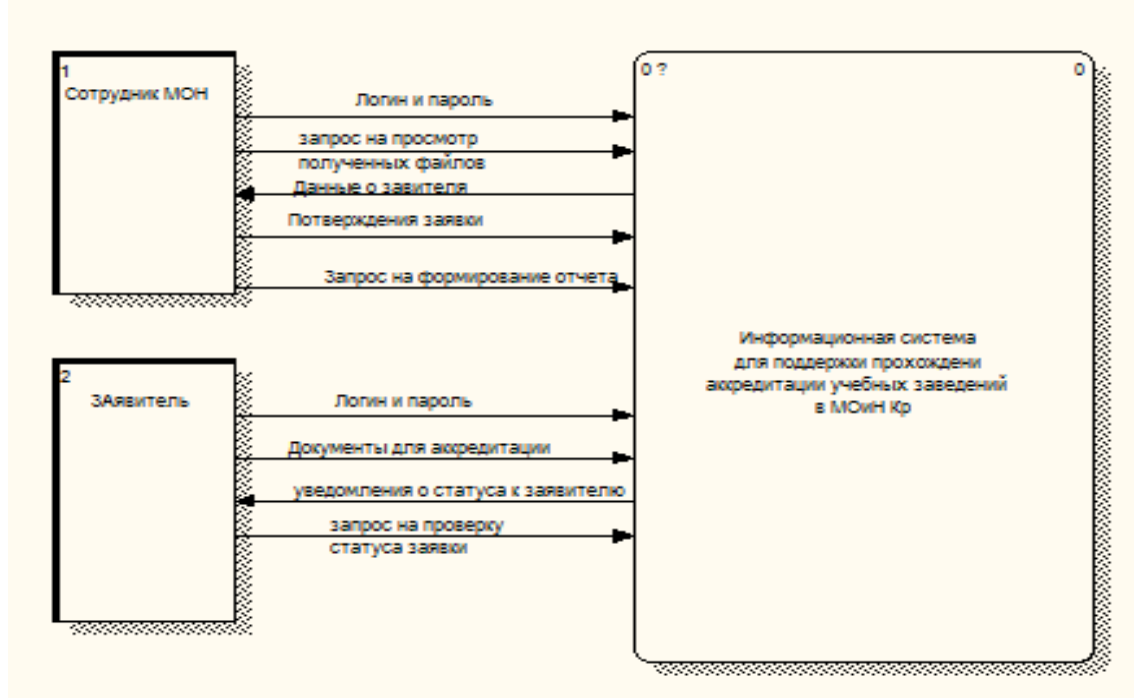 1
Сотрудник МОН
Логин и пароль
запрос на просмотр
полученных файлов
Данные о завителя
Потверждения заявки
Запрос на формирование отчета
2
ЗАявитель
Логин и пароль
Документы для аккредитации
уведомления о статуса к заявителю
запрос на проверку
статуса заявки
0 ?
0
Информационная система
для поддержки прохождени
аккредитации учебных заведений
в МОиН Кр